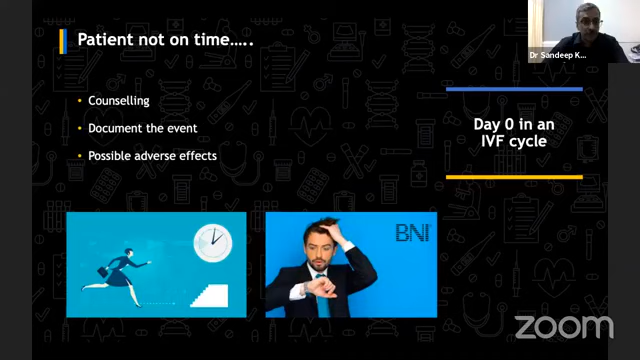 Patient not on time.....
Dr Sandeep K...
• Counselling
• Document the event
• Possible adverse effects
Day 0 in an
IVF cycle
BNI
zoom